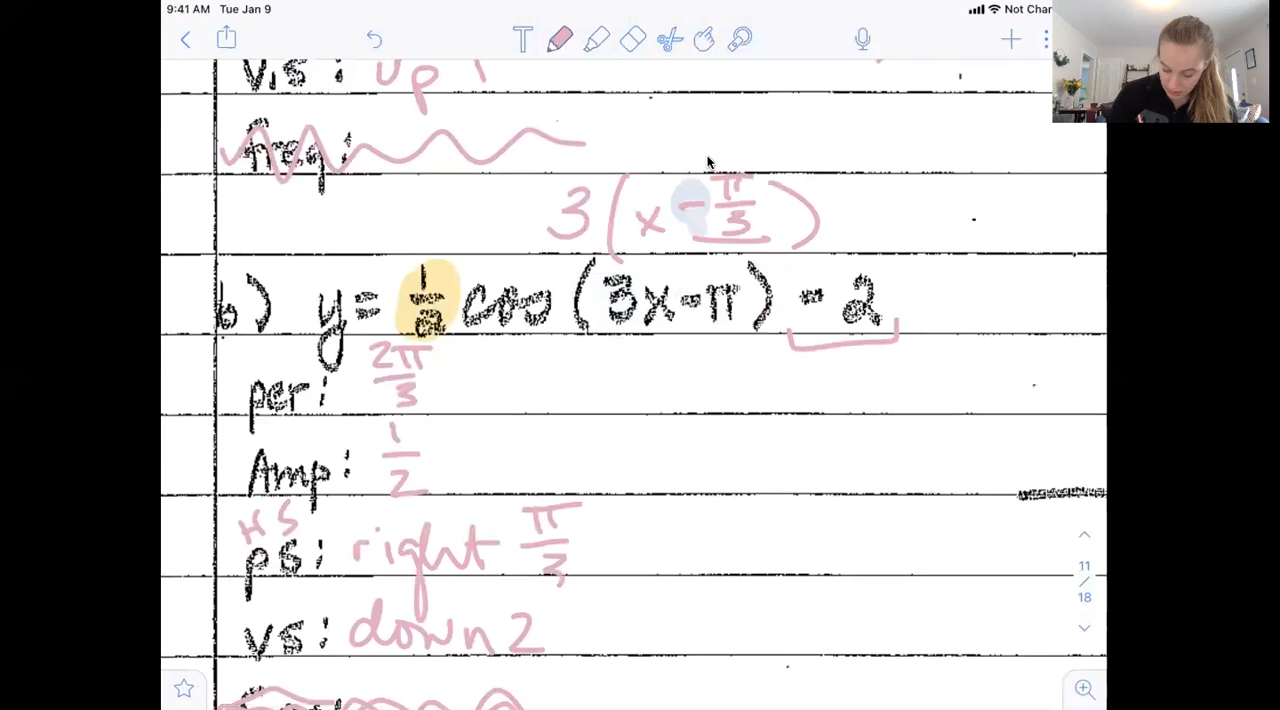 9:41 AM Tue Jan 9
Not Char
V.S: up 1
freq:
3(x - π/3)
b) y = 1/2 cos (3x - π) - 2
per: 2π/3
Amp: 1/2
HS
ps: right π/3
vs: down 2
11
/
18